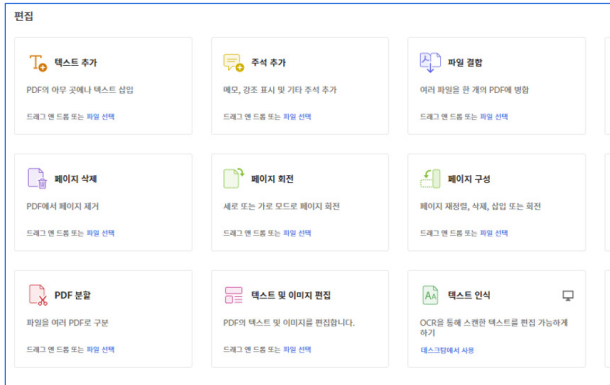 편집
텍스트 추가
PDF의 아무 곳에나 텍스트 삽입
드래그 앤 드롭 또는 파일 선택
주석 추가
메모, 강조 표시 및 기타 주석 추가
드래그 앤 드롭 또는 파일 선택
파일 결합
여러 파일을 한 개의 PDF에 병합
드래그 앤 드롭 또는 파일 선택
페이지 삭제
PDF에서 페이지 제거
드래그 앤 드롭 또는 파일 선택
페이지 회전
세로 또는 가로 모드로 페이지 회전
드래그 앤 드롭 또는 파일 선택
페이지 구성
페이지 재정렬, 삭제, 삽입 또는 회전
드래그 앤 드롭 또는 파일 선택
PDF 분할
파일을 여러 PDF로 구분
드래그 앤 드롭 또는 파일 선택
텍스트 및 이미지 편집
PDF의 텍스트 및 이미지를 편집합니다.
드래그 앤 드롭 또는 파일 선택
텍스트 인식
OCR을 통해 스캔한 텍스트를 편집 가능하게
하기
데스크탑에서 사용